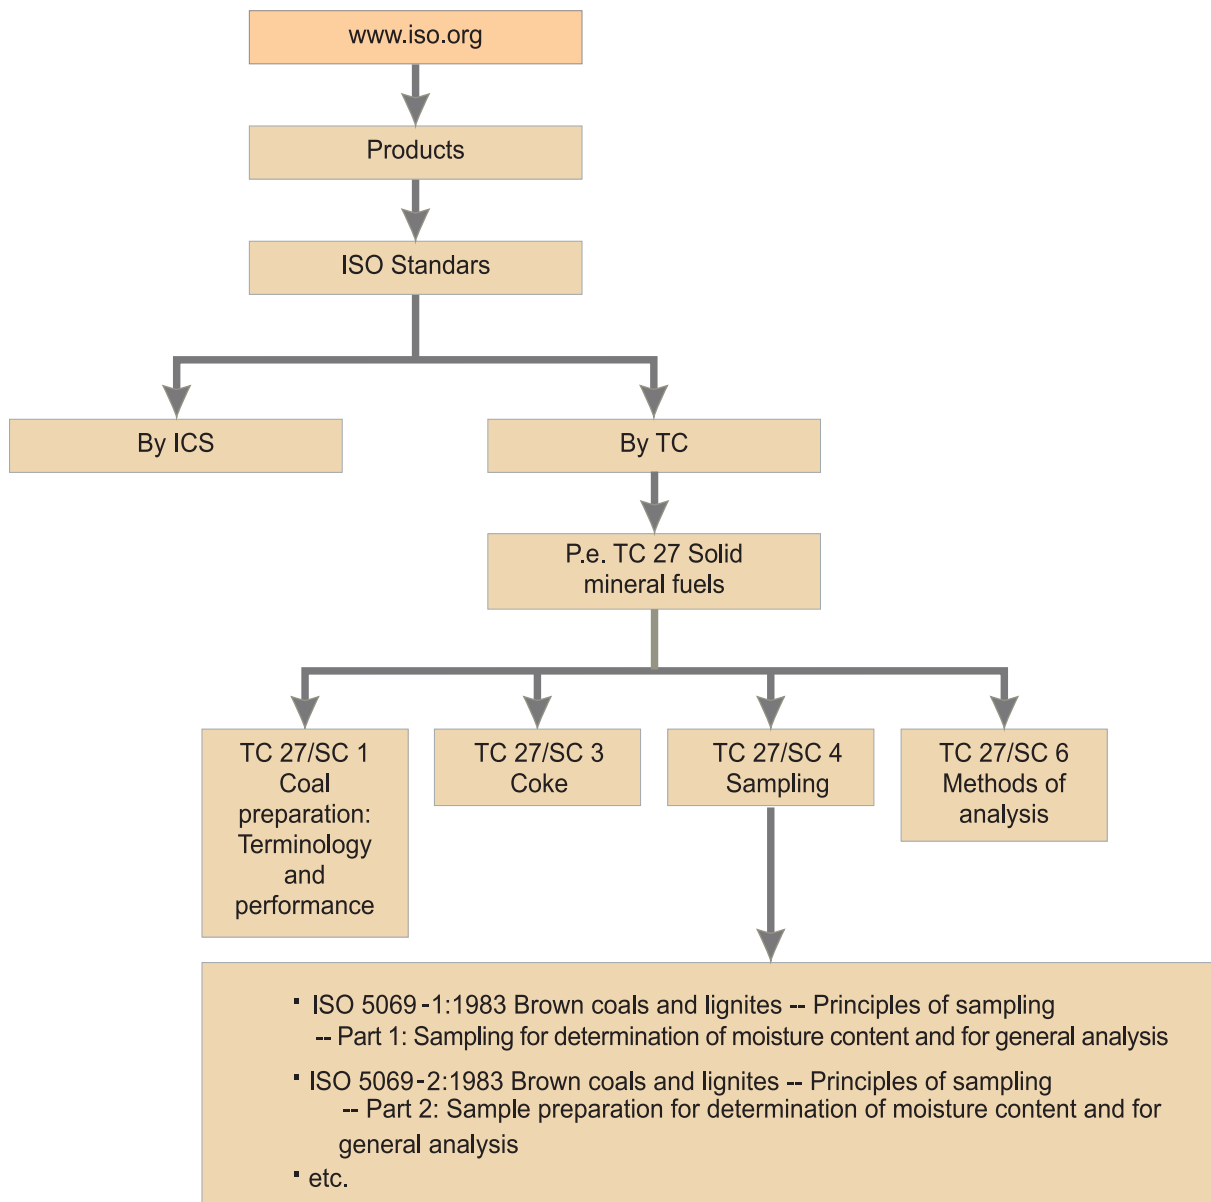 www.iso.org
Products
ISO Standars
By ICS
By TC
P.e. TC 27 Solid
mineral fuels
TC 27/SC 1
Coal
preparation:
Terminology
and
performance
TC 27/SC 3
Coke
TC 27/SC 4
Sampling
TC 27/SC 6
Methods of
analysis
▪ ISO 5069-1:1983 Brown coals and lignites -- Principles of sampling
-- Part 1: Sampling for determination of moisture content and for general analysis
▪ ISO 5069-2:1983 Brown coals and lignites -- Principles of sampling
-- Part 2: Sample preparation for determination of moisture content and for
general analysis
▪ etc.